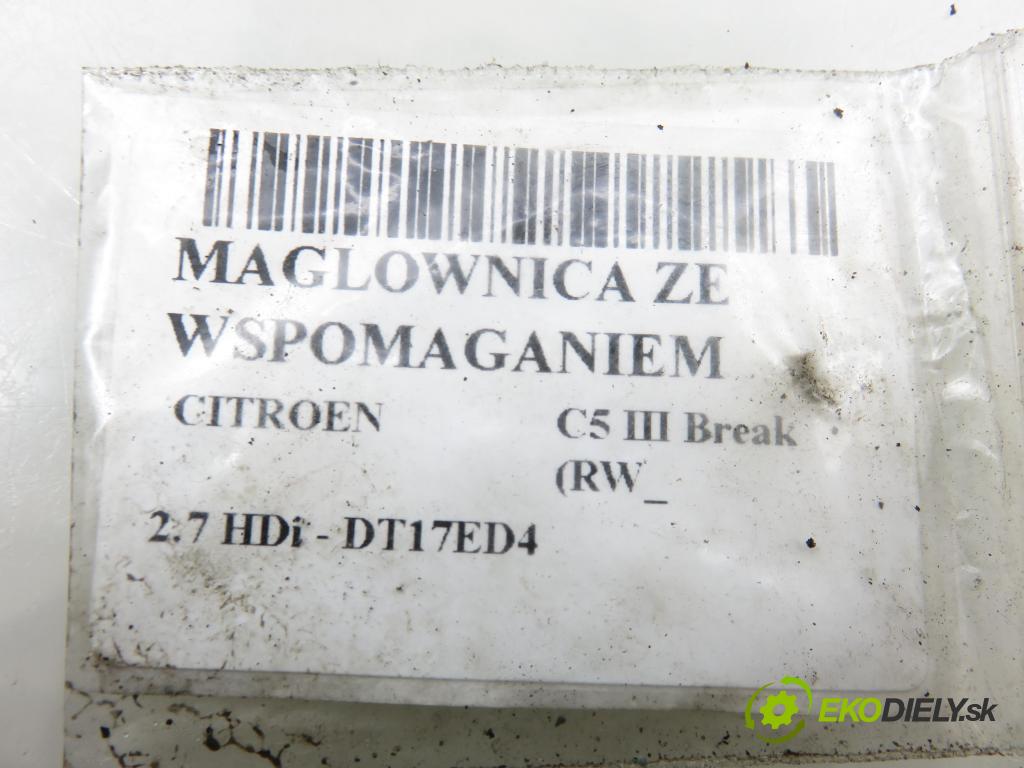 MAGLOWNICA ZE
WSPOMAGANIEM
CITROEN C5 III Break
(RW_
2.7 HDi - DT17ED4
EKODIELY.sk